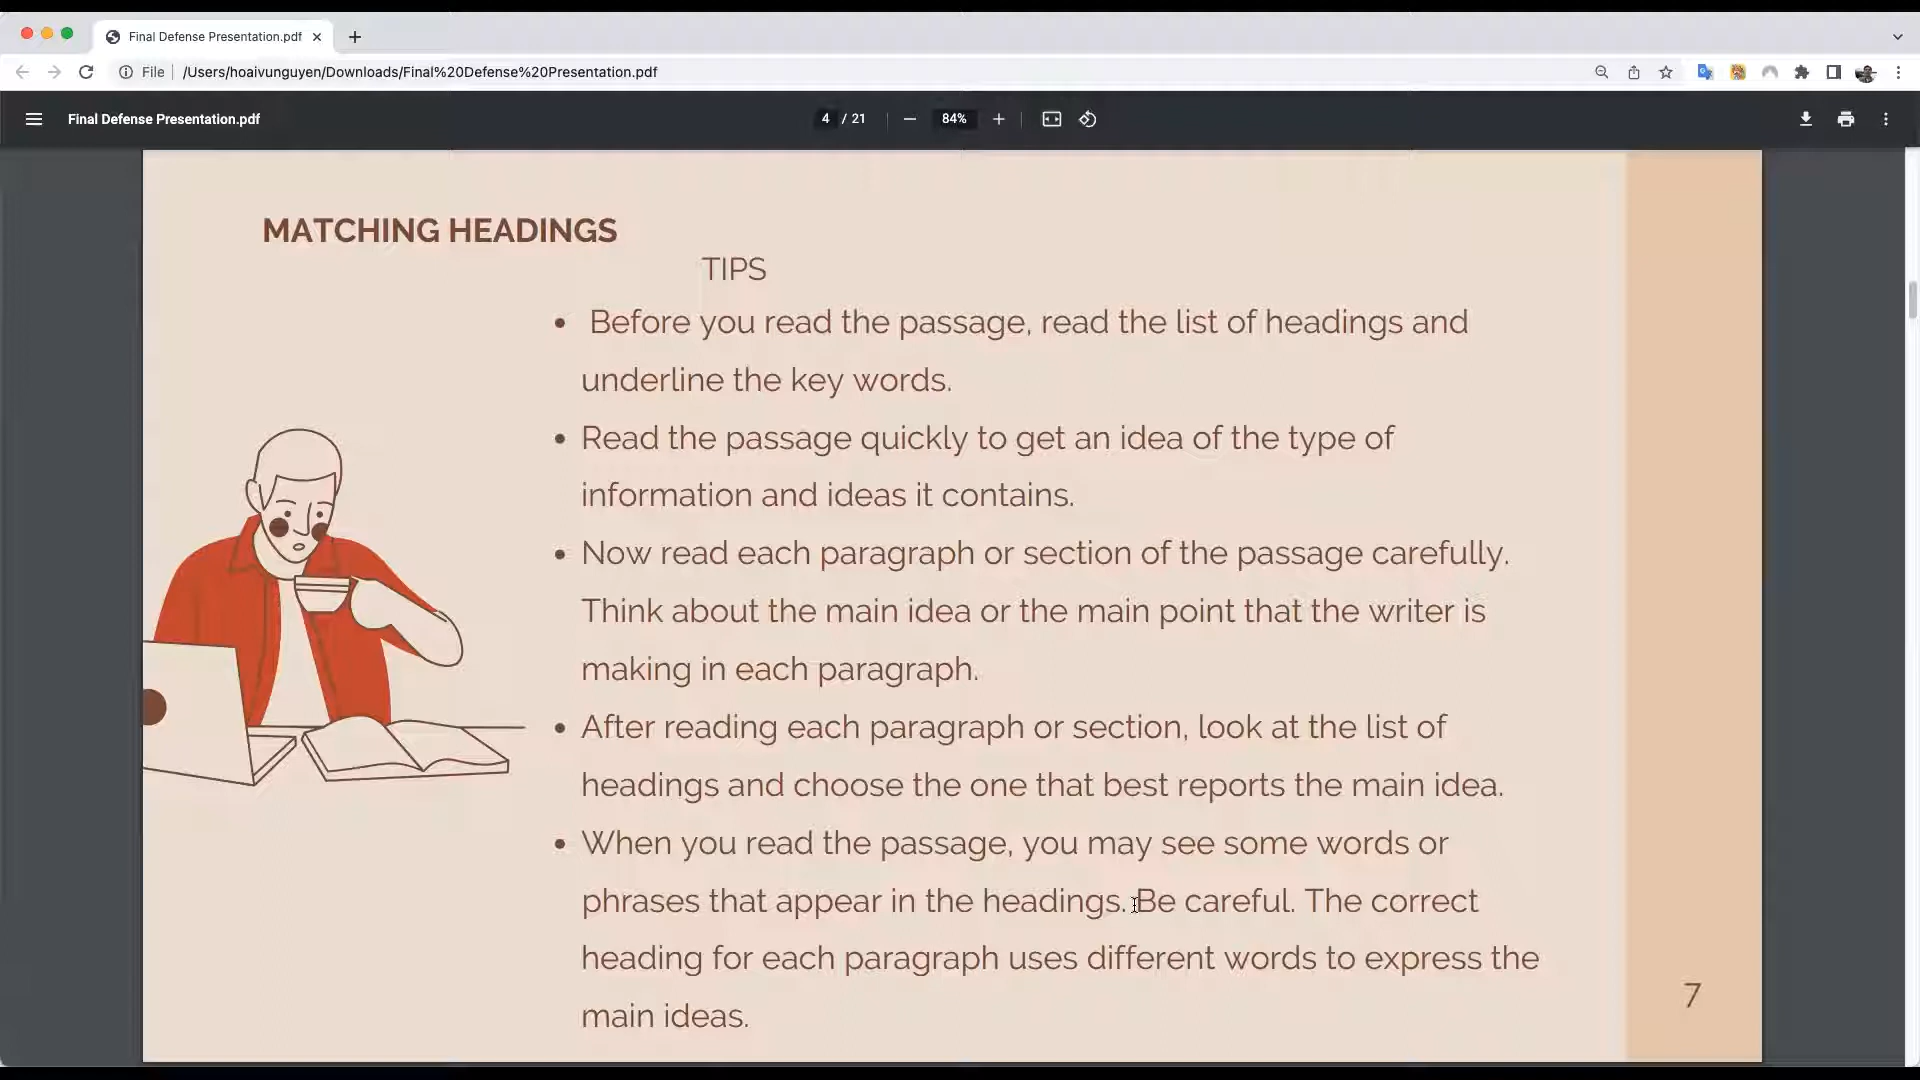 Final Defense Presentation.pdf
File
/Users/hoaivunguyen/Downloads/Final%20Defense%20Presentation.pdf
Final Defense Presentation.pdf
4 / 21
84%
MATCHING HEADINGS
TIPS
• Before you read the passage, read the list of headings and
underline the key words.
• Read the passage quickly to get an idea of the type of
information and ideas it contains.
• Now read each paragraph or section of the passage carefully.
Think about the main idea or the main point that the writer is
making in each paragraph.
• After reading each paragraph or section, look at the list of
headings and choose the one that best reports the main idea.
• When you read the passage, you may see some words or
phrases that appear in the headings. Be careful. The correct
heading for each paragraph uses different words to express the
main ideas.
7